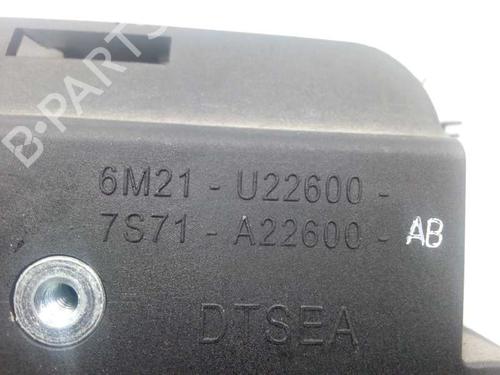 B-PARTS
6M21 - U22600 -
7S71 - A22600 - AB
DTSEA